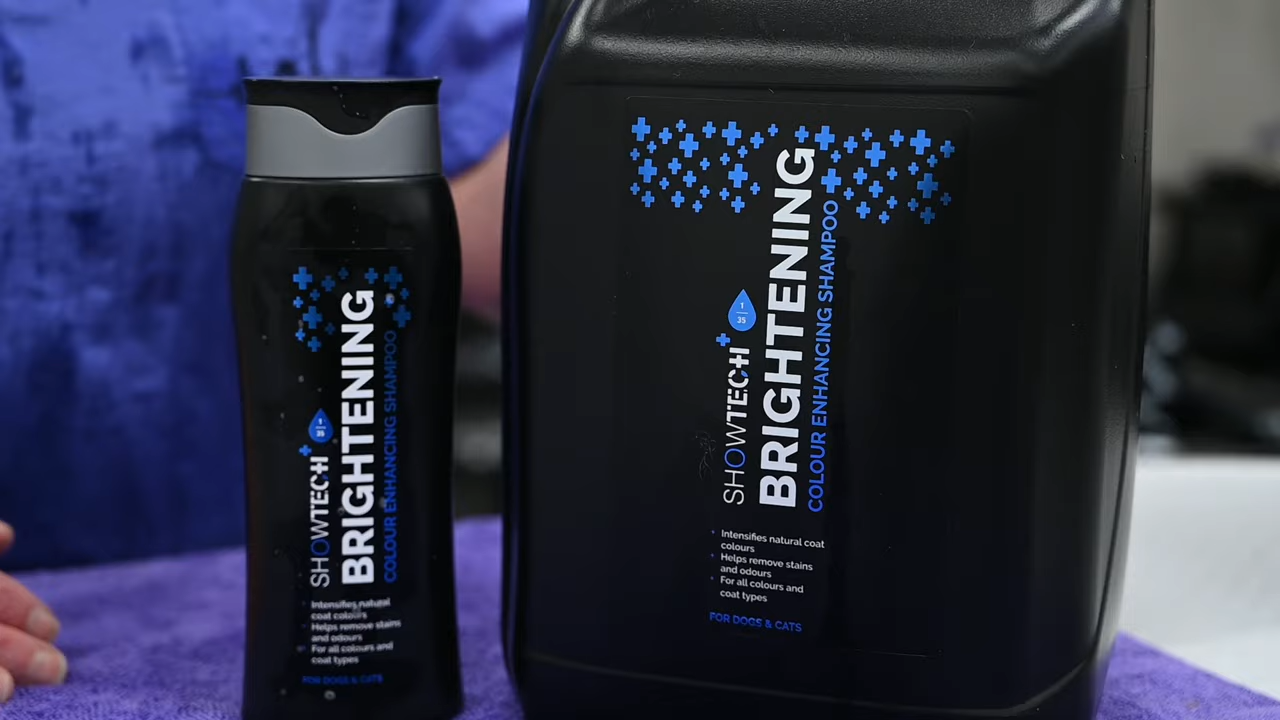 SHOWTECH
1
35
BRIGHTENING
COLOUR ENHANCING SHAMPOO
Intensifies natural
coat colours
Helps remove stains
and odours
For all colours and
coat types
FOR DOGS & CATS
SHOWTECH
1
35
BRIGHTENING
COLOUR ENHANCING SHAMPOO
Intensifies natural coat
colours
Helps remove stains
and odours
For all colours and
coat types
FOR DOGS & CATS